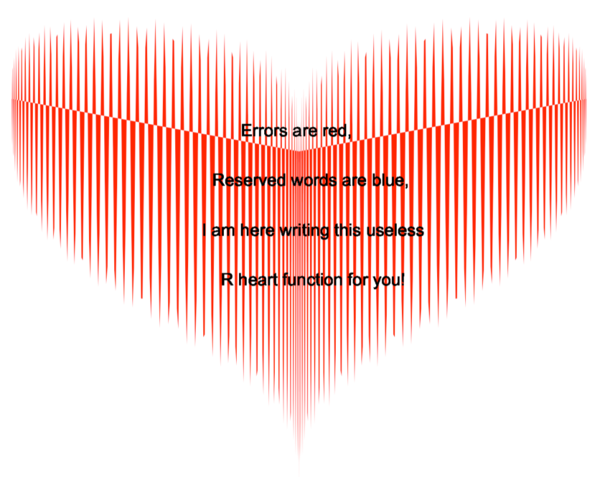 Errors are red,
Reserved words are blue,
I am here writing this useless
R heart function for you!